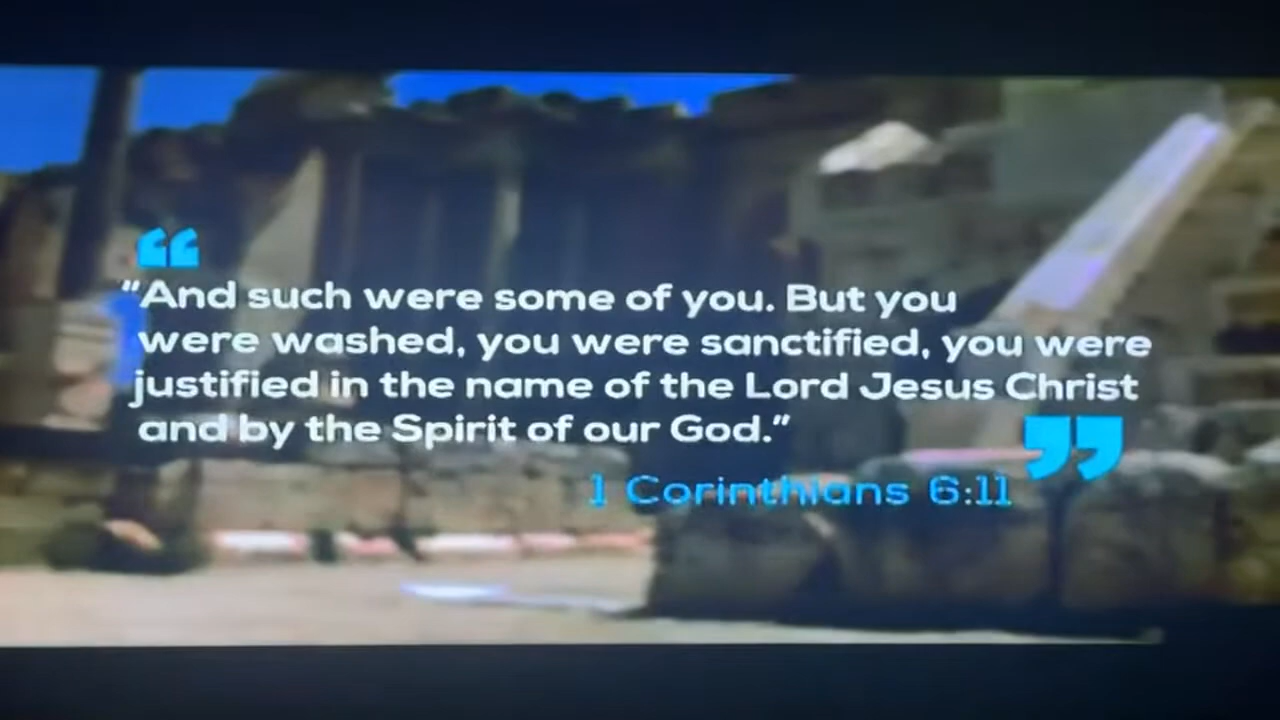 “
“And such were some of you. But you
were washed, you were sanctified, you were
justified in the name of the Lord Jesus Christ
and by the Spirit of our God.”
”
1 Corinthians 6:11